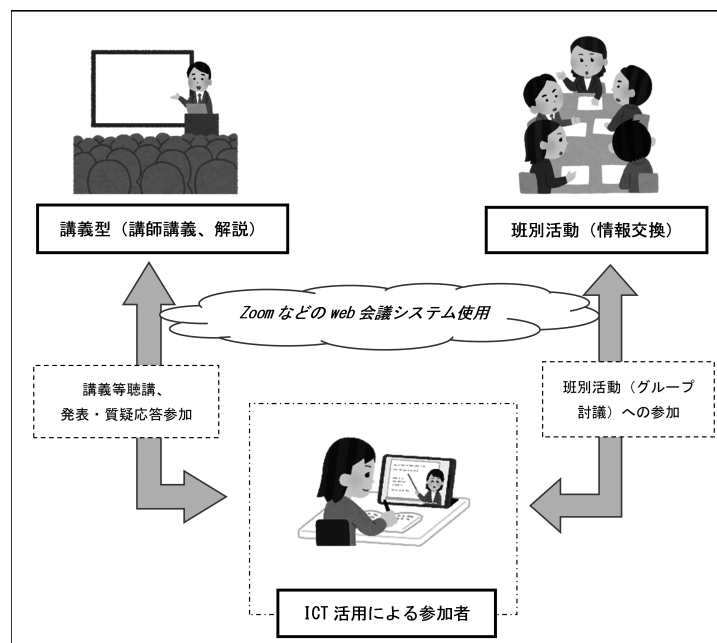 講義型（講師講義、解説）
班別活動（情報交換）
Zoomなどのweb会議システム使用
講義等聴講、
発表・質疑応答参加
班別活動（グループ
討議）への参加
ICT活用による参加者